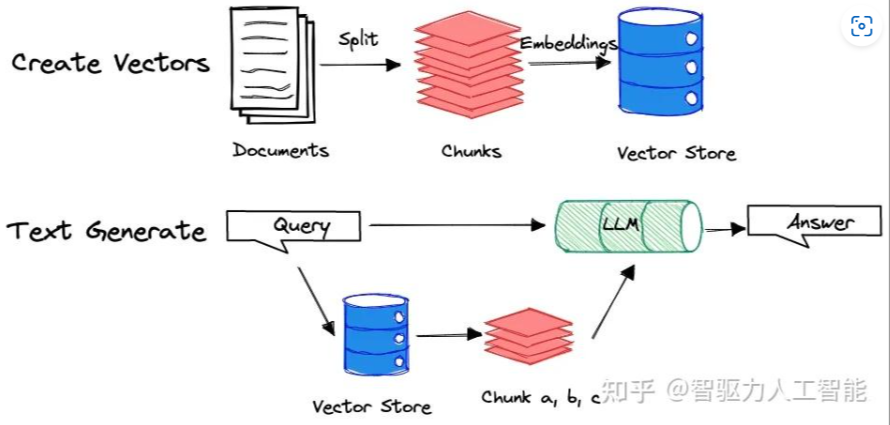 Create Vectors
Split
Embeddings
Documents
Chunks
Vector Store
Text Generate
Query
LLM
Answer
Vector Store
Chunk a, b, c
知乎 @智驱力人工智能